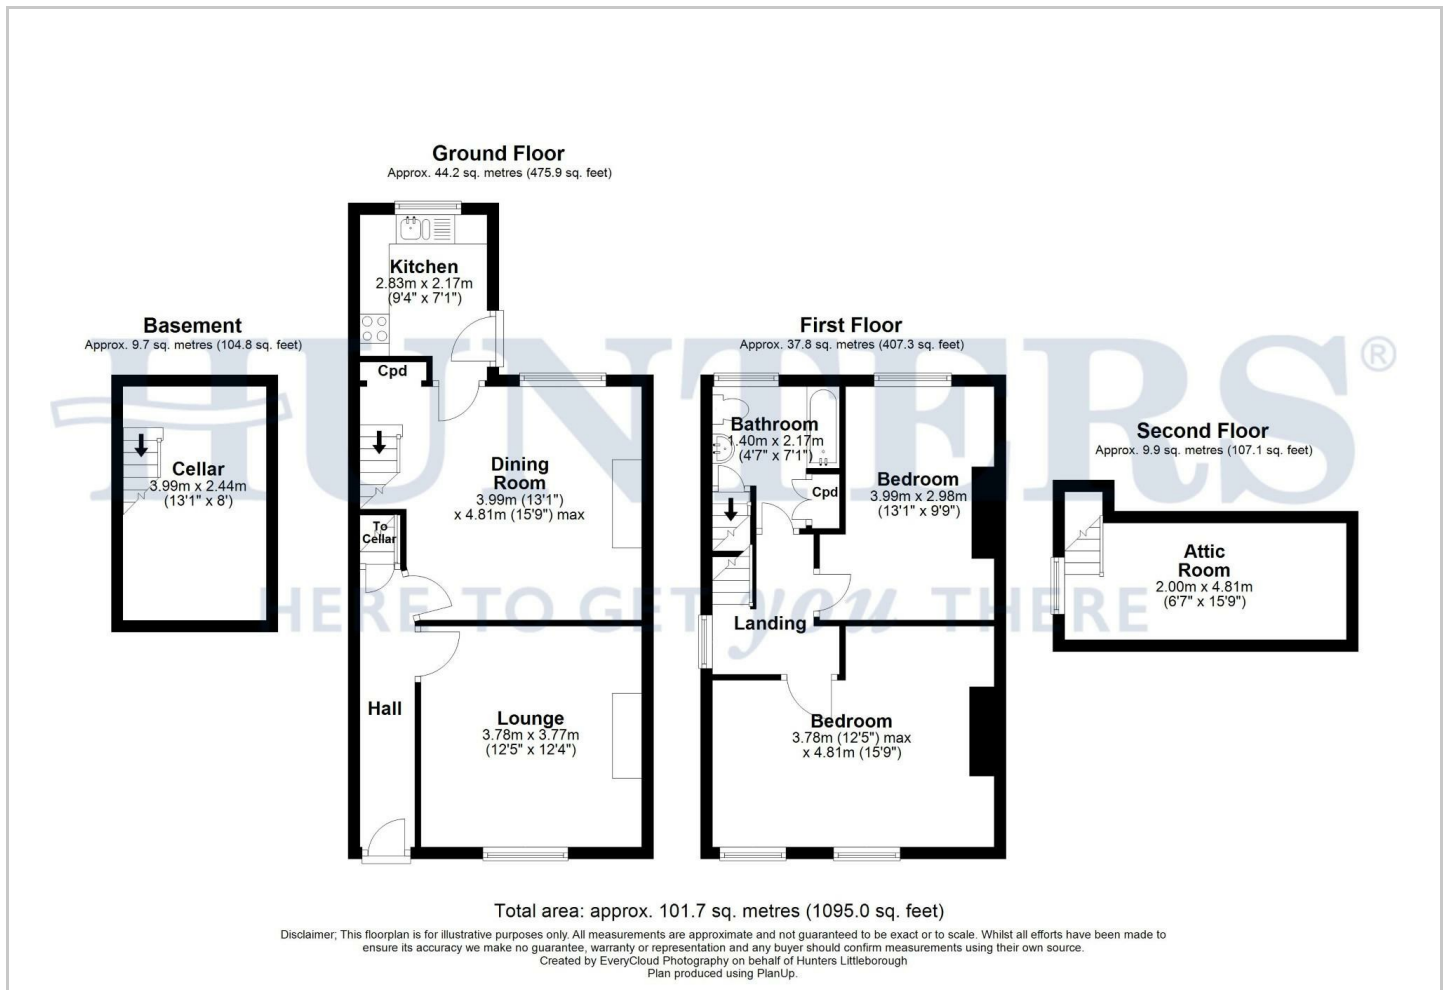 Ground Floor
Approx. 44.2 sq. metres (475.9 sq. feet)
Kitchen
2.83m x 2.17m
(9'4" x 7'1")
Cpd
Dining
Room
3.99m (13'1")
x 4.81m (15'9") max
To
Cellar
Hall
Lounge
3.78m x 3.77m
(12'5" x 12'4")
Basement
Approx. 9.7 sq. metres (104.8 sq. feet)
Cellar
3.99m x 2.44m
(13'1" x 8')
First Floor
Approx. 37.8 sq. metres (407.3 sq. feet)
Bathroom
1.40m x 2.17m
(4'7" x 7'1")
Cpd
Bedroom
3.99m x 2.98m
(13'1" x 9'9")
Landing
Bedroom
3.78m (12'5") max
x 4.81m (15'9")
Second Floor
Approx. 9.9 sq. metres (107.1 sq. feet)
Attic
Room
2.00m x 4.81m
(6'7" x 15'9")
HUNTERS®
HERE TO GET you THERE
Total area: approx. 101.7 sq. metres (1095.0 sq. feet)
Disclaimer; This floorplan is for illustrative purposes only. All measurements are approximate and not guaranteed to be exact or to scale. Whilst all efforts have been made to
ensure its accuracy we make no guarantee, warranty or representation and any buyer should confirm measurements using their own source.
Created by EveryCloud Photography on behalf of Hunters Littleborough
Plan produced using PlanUp.